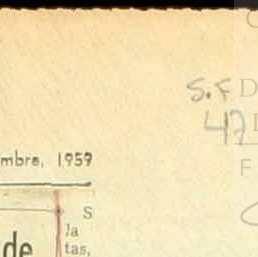 S.F D
47
F
mbre, 1959
S
la
de tas,